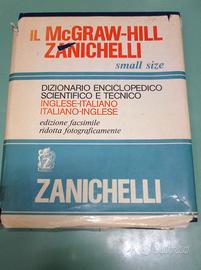 IL McGRAW-HILL
ZANICHELLI
small size
DIZIONARIO ENCICLOPEDICO
SCIENTIFICO E TECNICO
INGLESE-ITALIANO
ITALIANO-INGLESE
edizione facsimile
ridotta fotograficamente
ZANICHELLI
subito